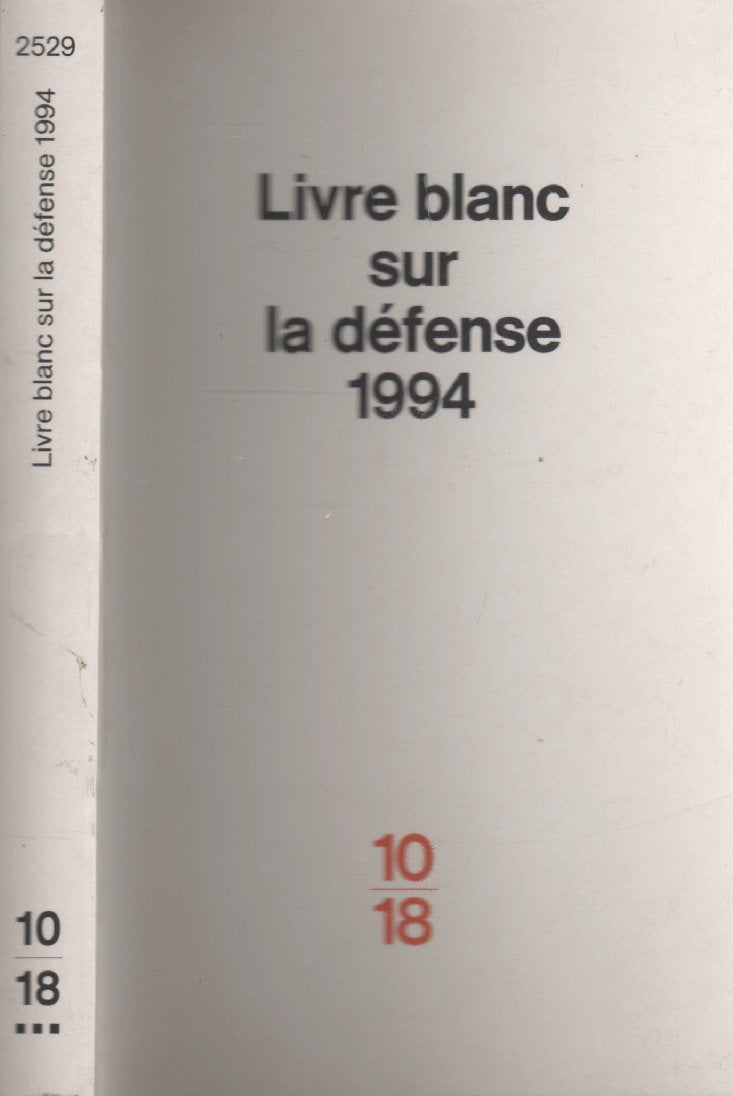 2529
Livre blanc sur la défense 1994
10
18
Livre blanc
sur
la défense
1994
10
18